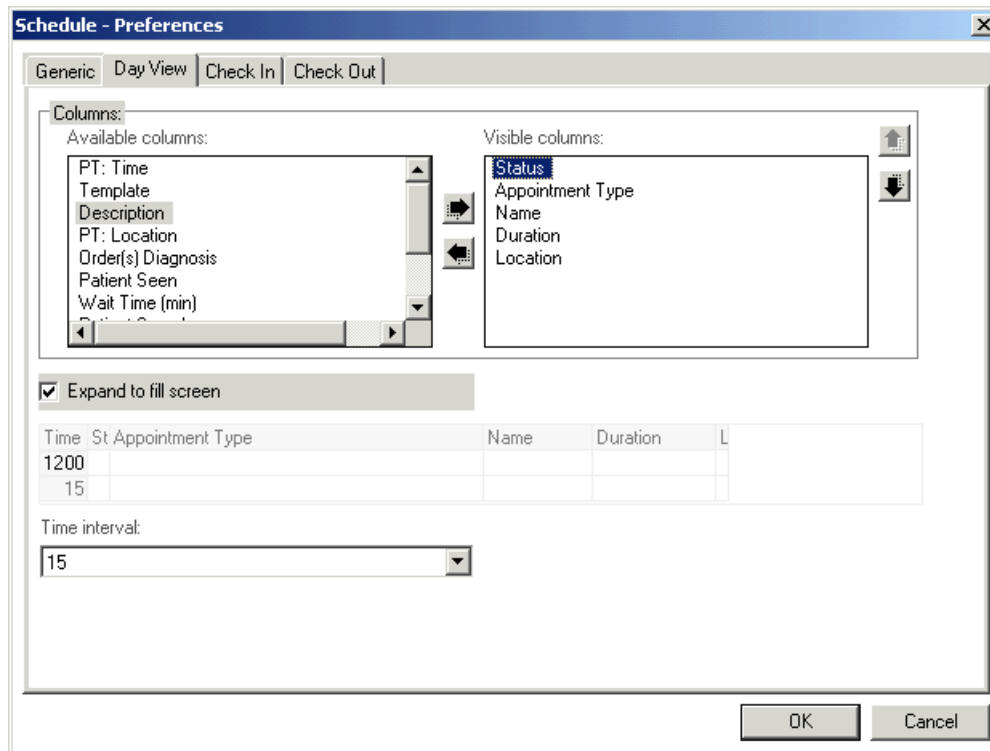 Schedule - Preferences
Generic Day View Check In Check Out
Columns:
Available columns: Visible columns:
PT: Time
Template
Description
PT: Location
Order(s) Diagnosis
Patient Seen
Wait Time (min)
Status
Appointment Type
Name
Duration
Location
Expand to fill screen
Time St Appointment Type Name Duration L
1200
15
Time interval:
15
OK Cancel